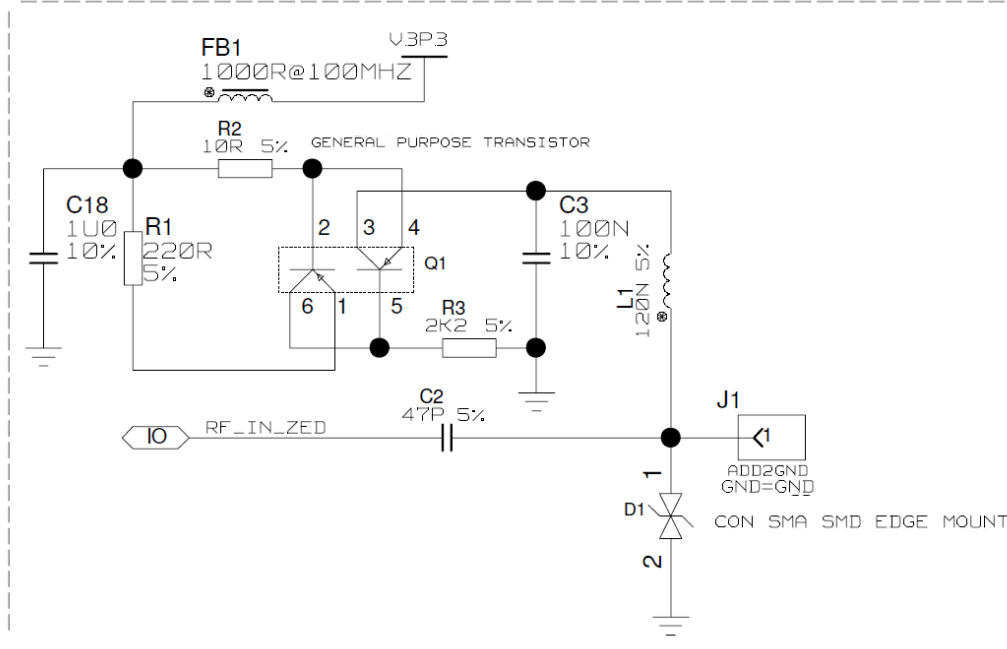 V_3P3
FB1
1000R@100MHZ
R2
10R 5%
GENERAL PURPOSE TRANSISTOR
C18
1U0
10%
R1
220R
5%
2
3
4
Q1
6
1
5
C3
100N
10%
L1
120N 5%
R3
2K2 5%
C2
47P 5%
IO
RF_IN_ZED
J1
1
ADD2GND
GND=GND
1
D1
2
CON SMA SMD EDGE MOUNT